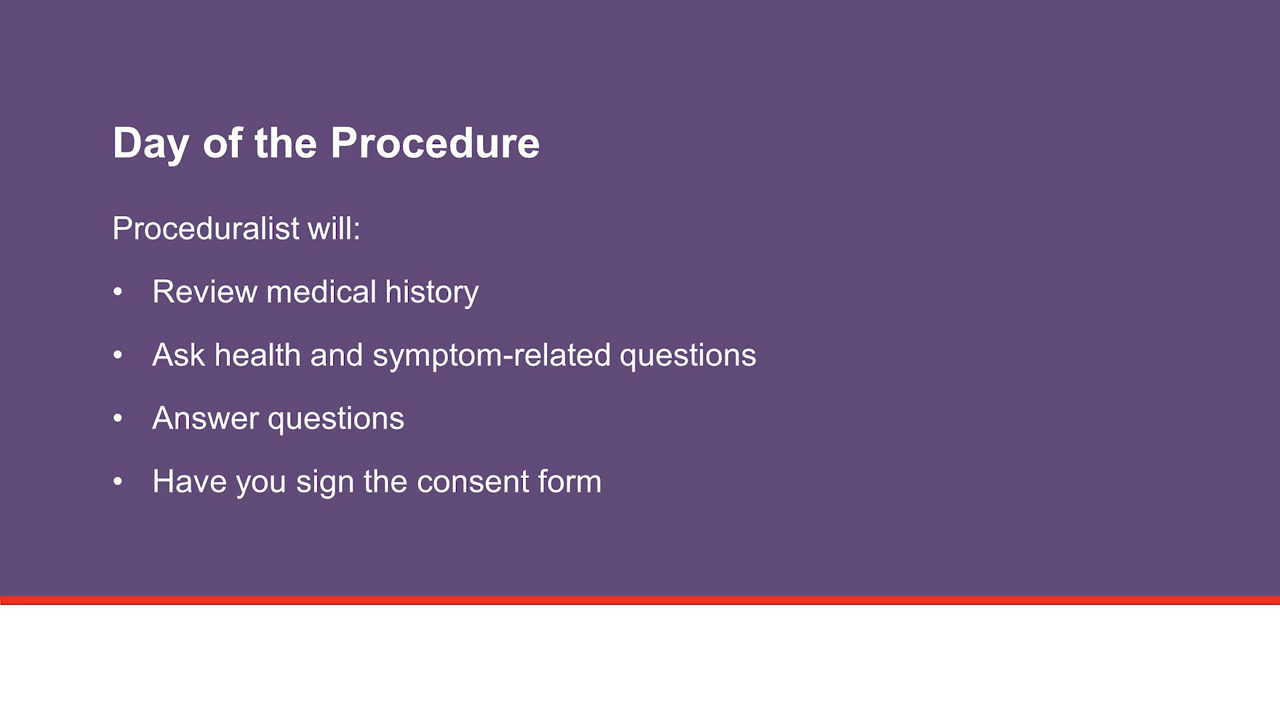 Day of the Procedure
Proceduralist will:
• Review medical history
• Ask health and symptom-related questions
• Answer questions
• Have you sign the consent form